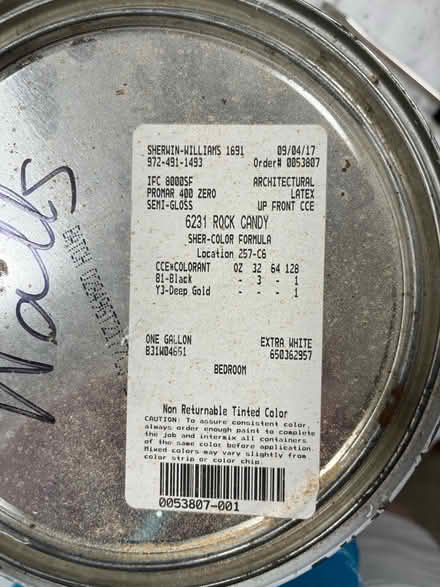 SHERWIN-WILLIAMS 1691 09/04/17
972-491-1493 Order# 0053807
IFC 8000SF ARCHITECTURAL
PROMAR 400 ZERO LATEX
SEMI-GLOSS UP FRONT CCE
6231 ROCK CANDY
SHER-COLOR FORMULA
Location 257-C6
CCE*COLORANT OZ 32 64 128
B1-Black - 3 - 1
Y3-Deep Gold - - - 1
ONE GALLON EXTRA WHITE
B31W04651 650362957
BEDROOM
Non Returnable Tinted Color
CAUTION: To assure consistent color,
always order enough paint to complete
the job and intermix all containers
of the same color before application.
Mixed colors may vary slightly from
color strip or color chip.
0053807-001
Walls